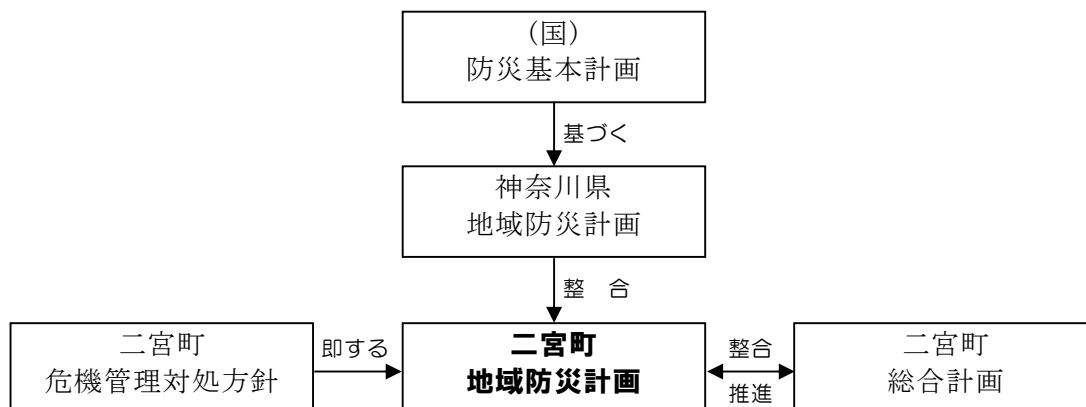 （国）
防災基本計画
基づく
神奈川県
地域防災計画
整　合
二宮町
危機管理対処方針
即する
二宮町
地域防災計画
整合
推進
二宮町
総合計画